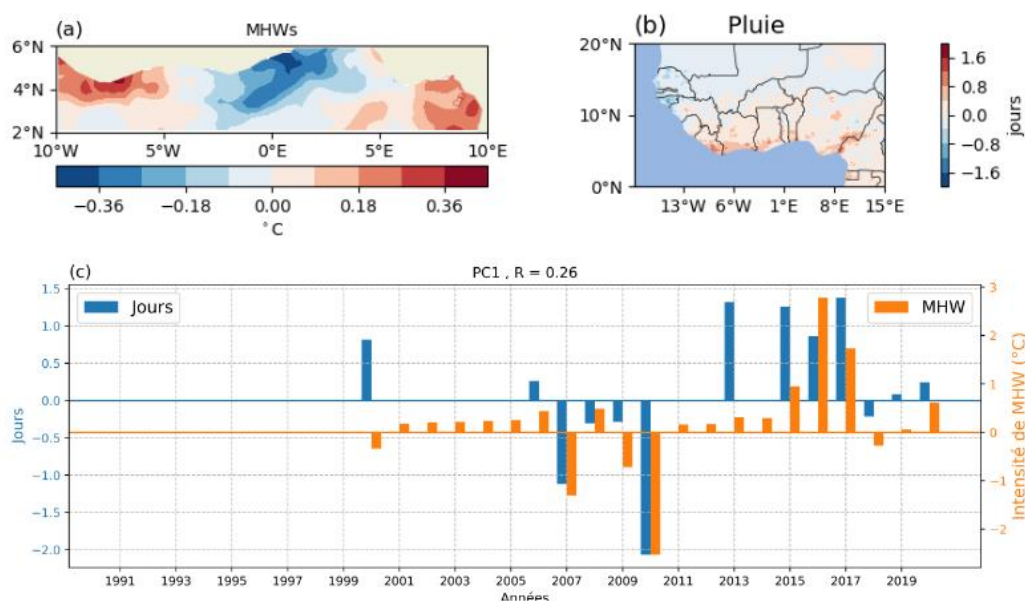 (a) MHWs
6°N
4°N
2°N
10°W 5°W 0°E 5°E 10°E
−0.36 −0.18 0.00 0.18 0.36
°C
(b) Pluie
20°N
10°N
0°N
13°W 6°W 1°E 8°E 15°E
1.6
0.8
0.0
−0.8
−1.6
jours
(c) PC1 , R = 0.26
Jours
MHW
1.5
1.0
0.5
0.0
−0.5
−1.0
−1.5
−2.0
Jours
3
2
1
0
−1
−2
Intensité de MHW (°C)
1991 1993 1995 1997 1999 2001 2003 2005 2007 2009 2011 2013 2015 2017 2019
Années